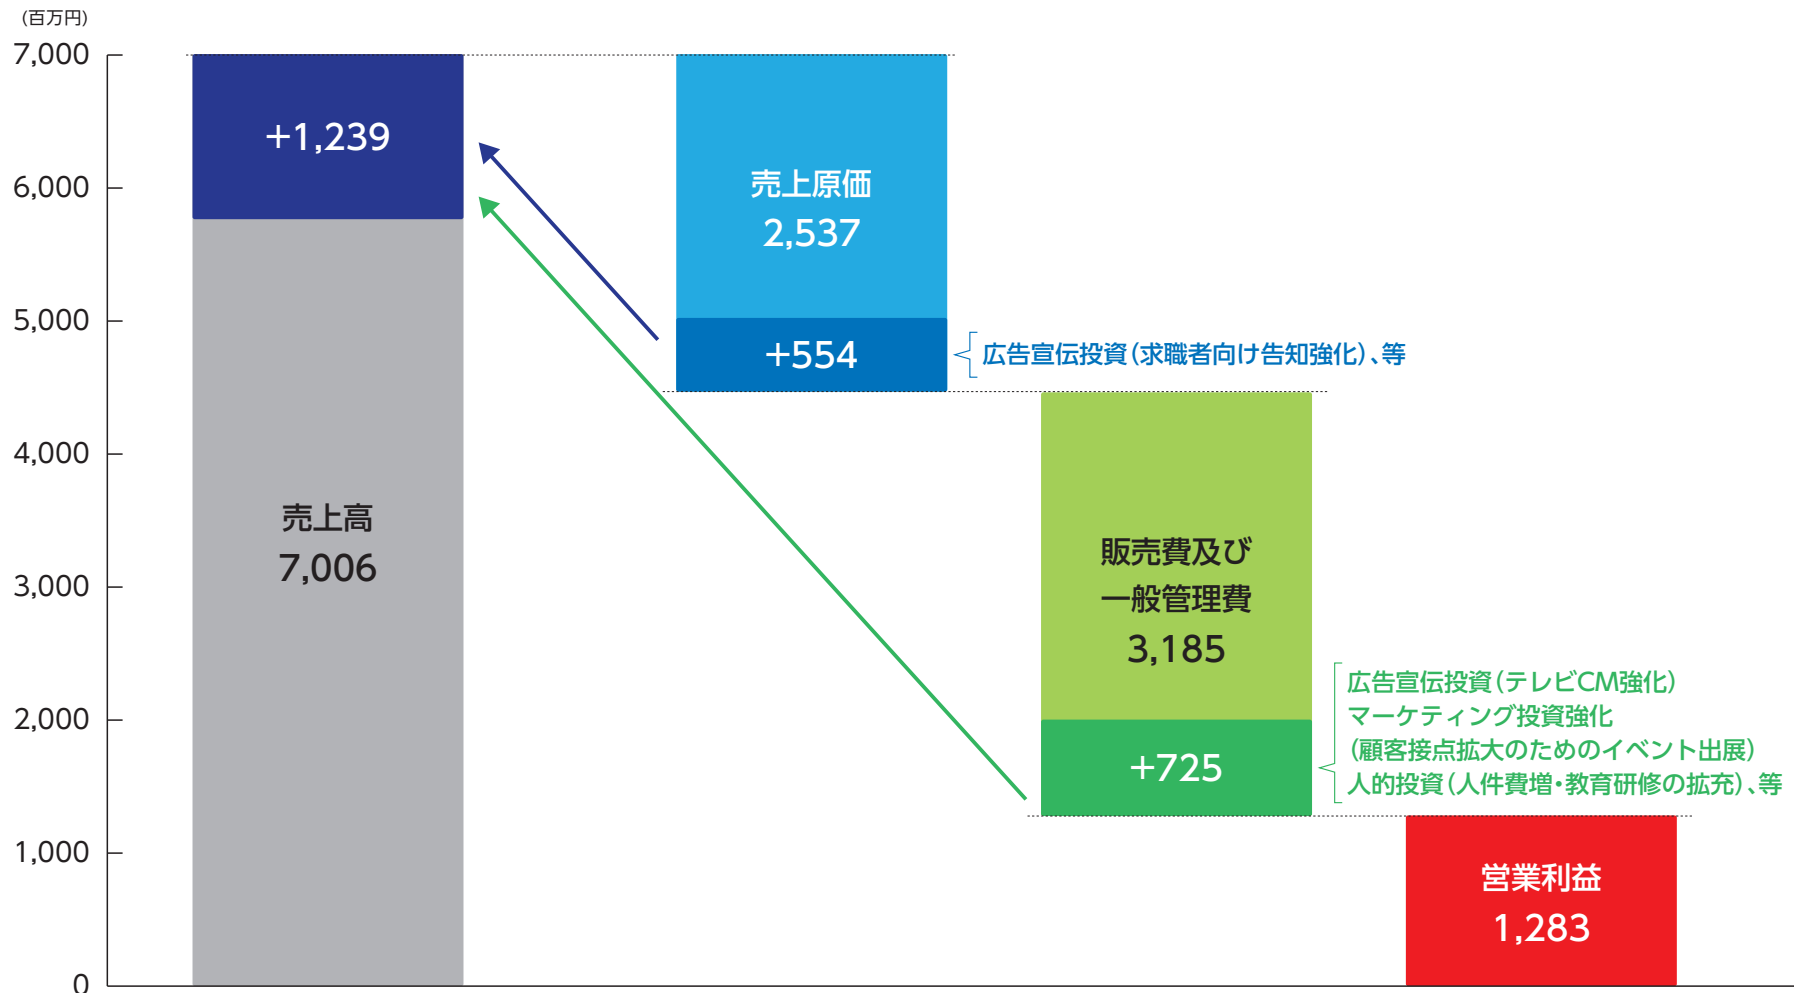 (百万円)
7,000
6,000
5,000
4,000
3,000
2,000
1,000
0
+1,239
売上高
7,006
売上原価
2,537
+554
広告宣伝投資(求職者向け告知強化)、等
販売費及び
一般管理費
3,185
+725
広告宣伝投資(テレビCM強化)
マーケティング投資強化
(顧客接点拡大のためのイベント出展)
人的投資(人件費増・教育研修の拡充)、等
営業利益
1,283